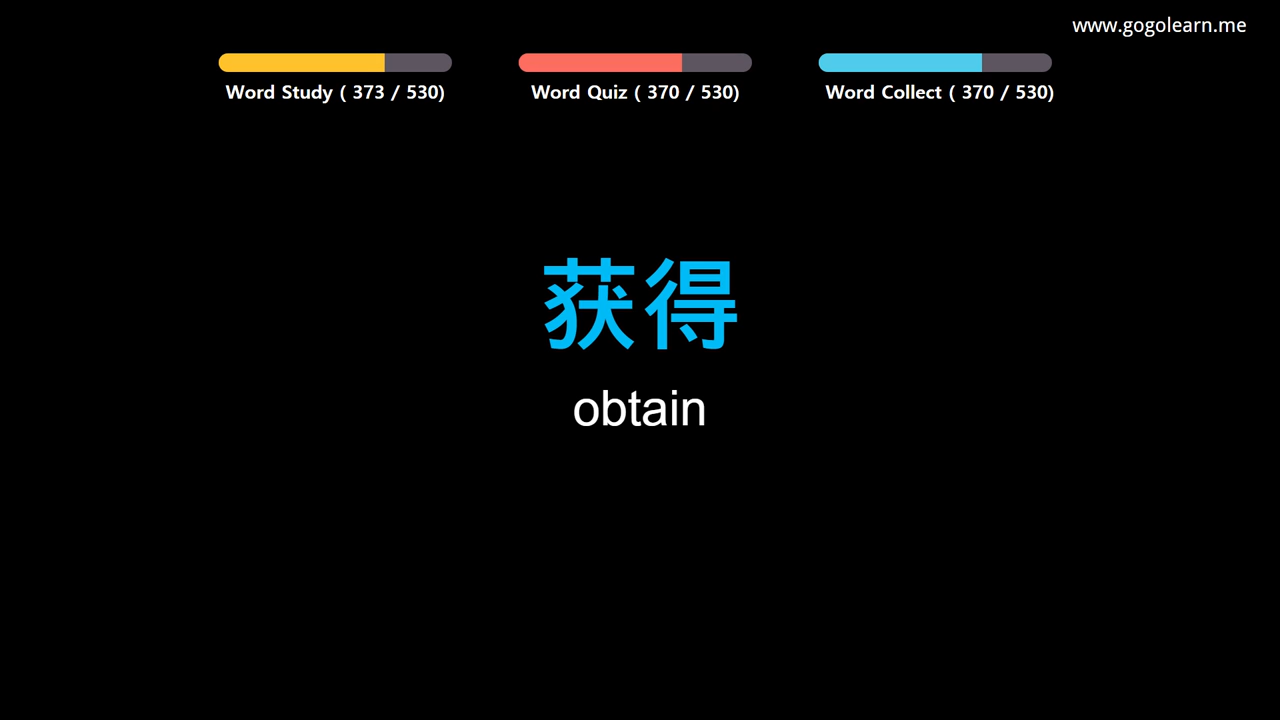 www.gogolearn.me
Word Study ( 373 / 530)
Word Quiz ( 370 / 530)
Word Collect ( 370 / 530)
获得
obtain